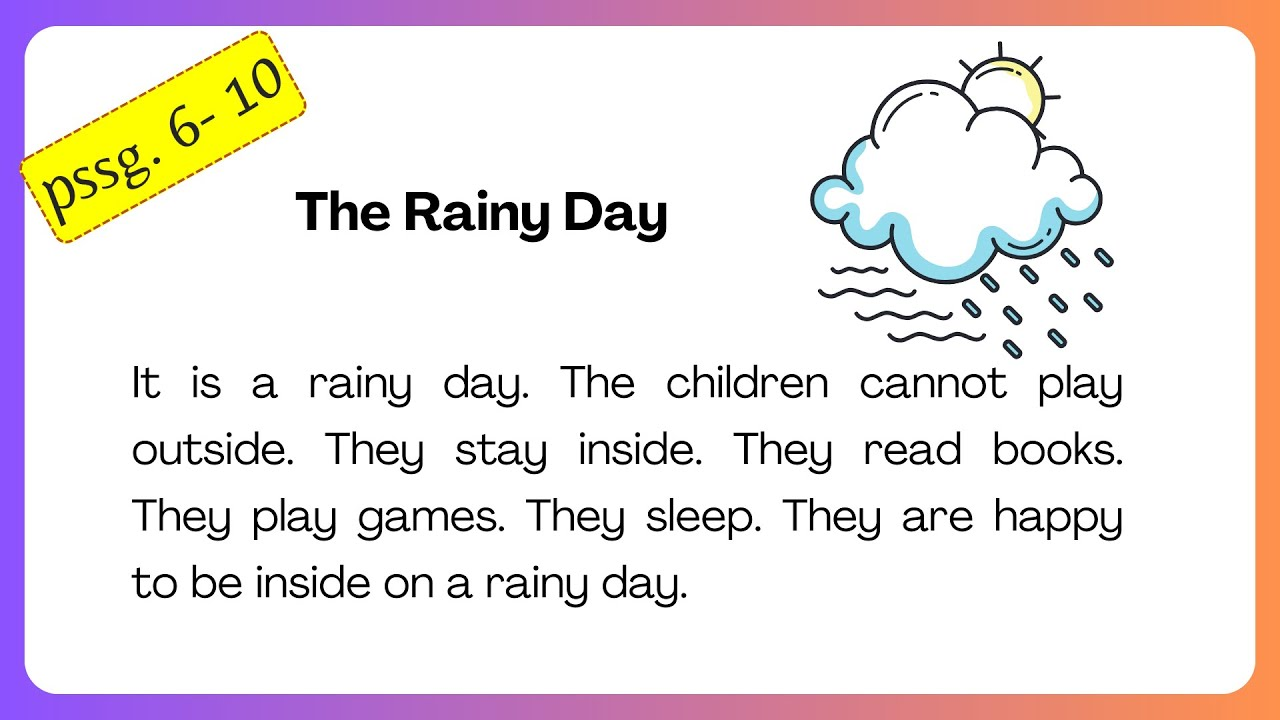 pssg. 6- 10
The Rainy Day
It is a rainy day. The children cannot play
outside. They stay inside. They read books.
They play games. They sleep. They are happy
to be inside on a rainy day.